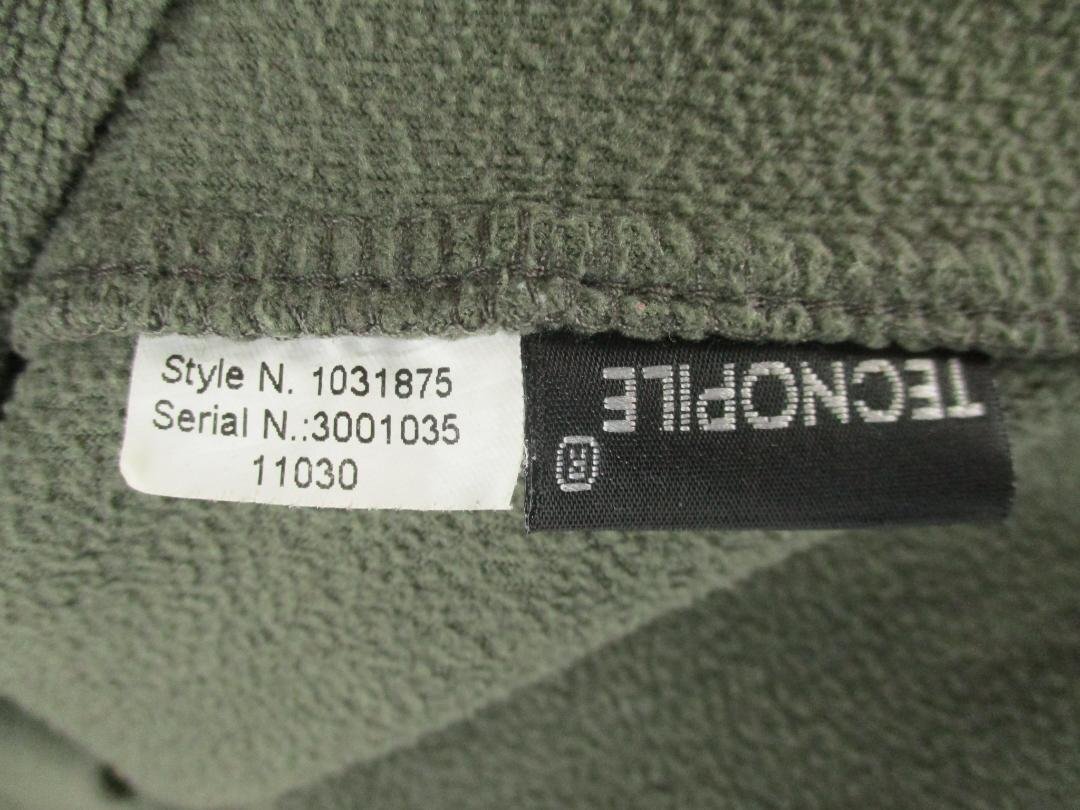 Style N. 1031875
Serial N.:3001035
11030
TECNOPILE
®